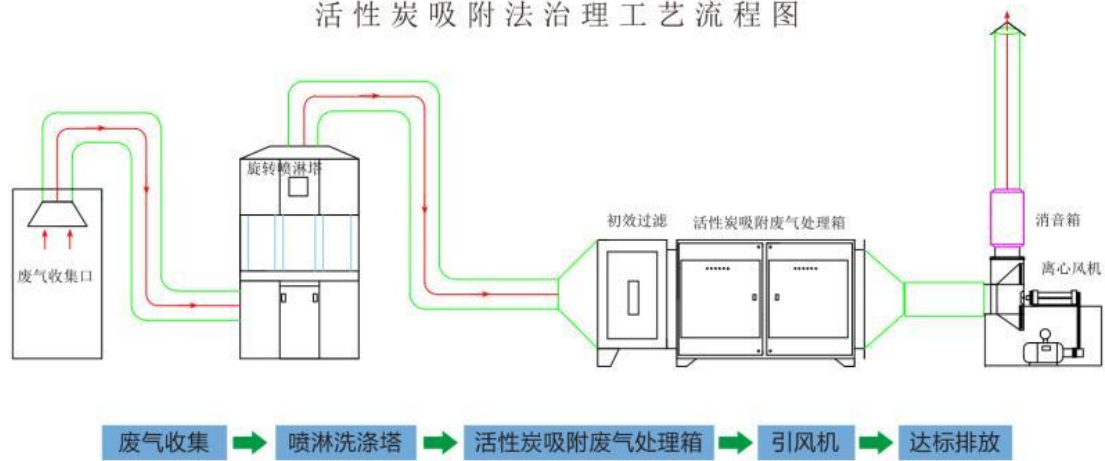 活性炭吸附法治理工艺流程图
旋转喷淋塔
初效过滤
活性炭吸附废气处理箱
消音箱
废气收集口
离心风机
废气收集
喷淋洗涤塔
活性炭吸附废气处理箱
引风机
达标排放